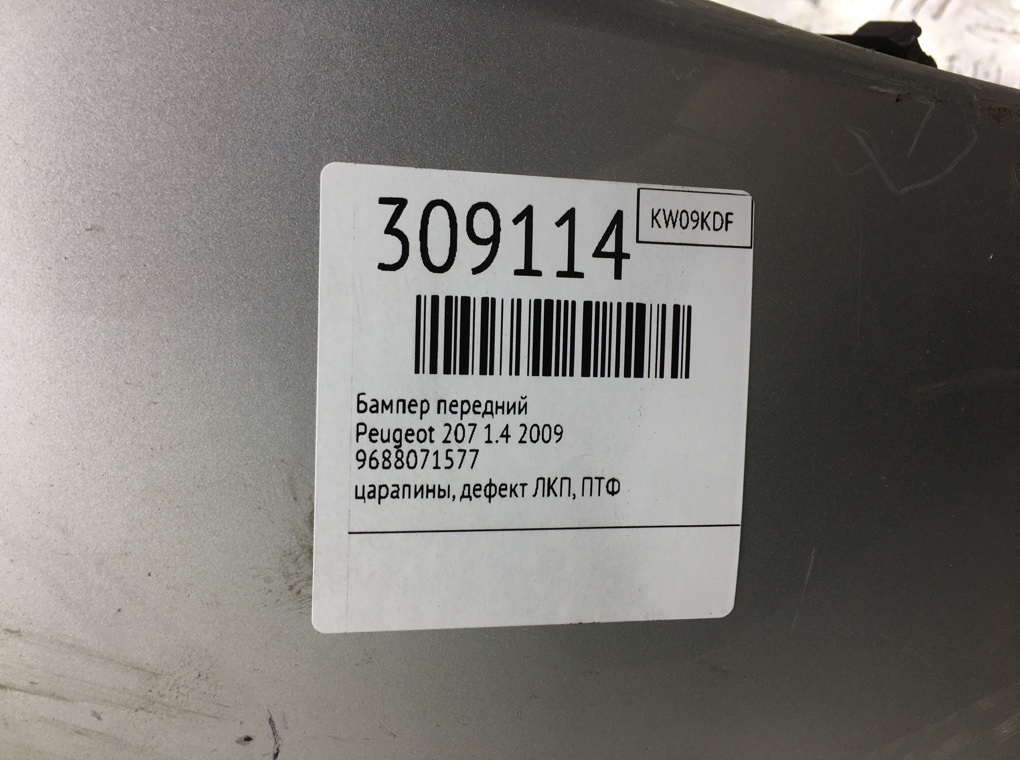 309114
KW09KDF
Бампер передний
Peugeot 207 1.4 2009
9688071577
царапины, дефект ЛКП, ПТФ